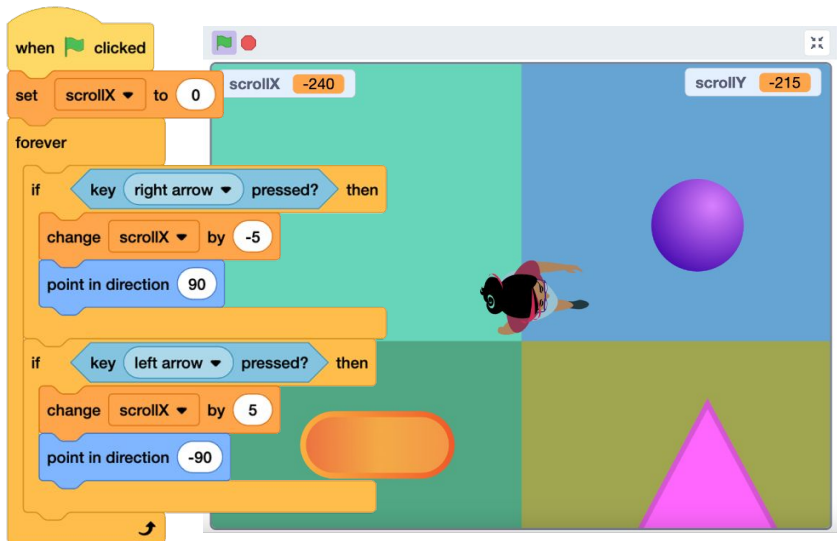 when clicked
set scrollX to 0
forever
if key right arrow pressed? then
change scrollX by -5
point in direction 90
if key left arrow pressed? then
change scrollX by 5
point in direction -90
scrollX -240
scrollY -215